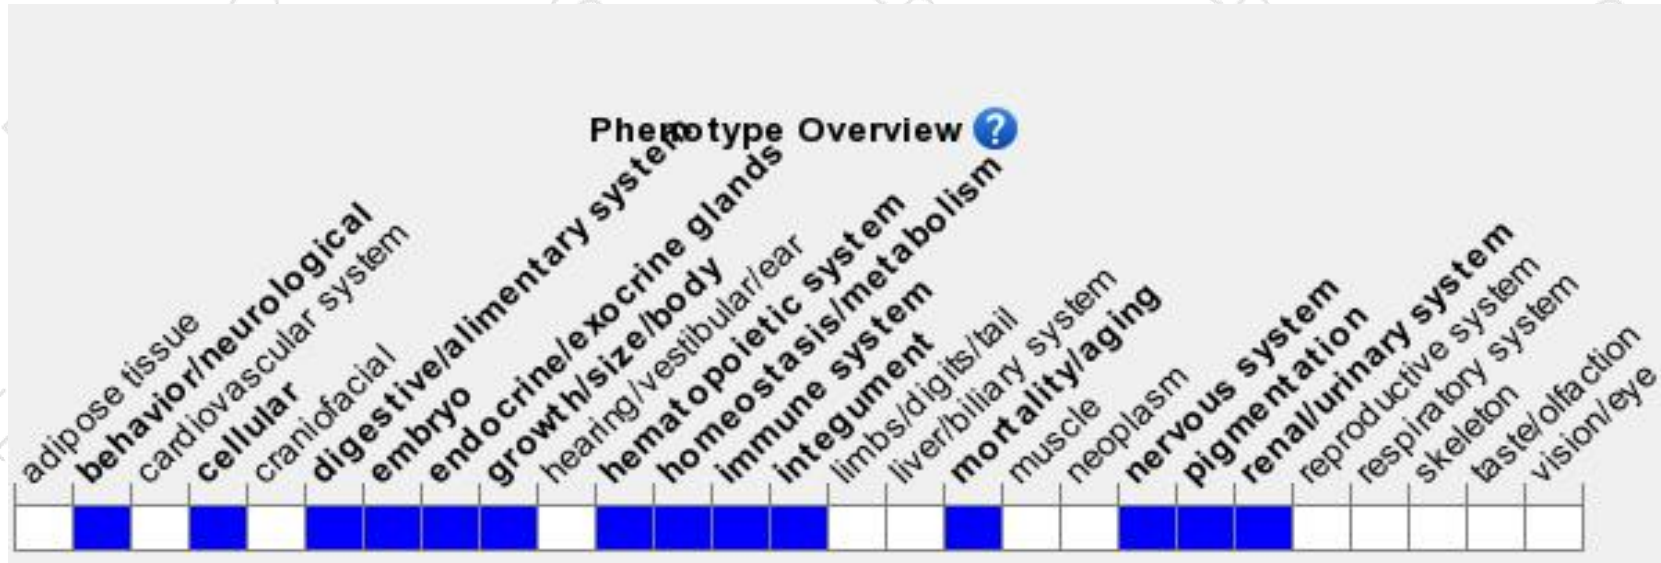 Phenotype Overview ?
adipose tissue
behavior/neurological
cardiovascular system
cellular
craniofacial
digestive/alimentary system
embryo
endocrine/exocrine glands
growth/size/body
hearing/vestibular/ear
hematopoietic system
homeostasis/metabolism
immune system
integument
limbs/digits/tail
liver/biliary system
mortality/aging
muscle
neoplasm
nervous system
pigmentation
renal/urinary system
reproductive system
respiratory system
skeleton
taste/olfaction
vision/eye